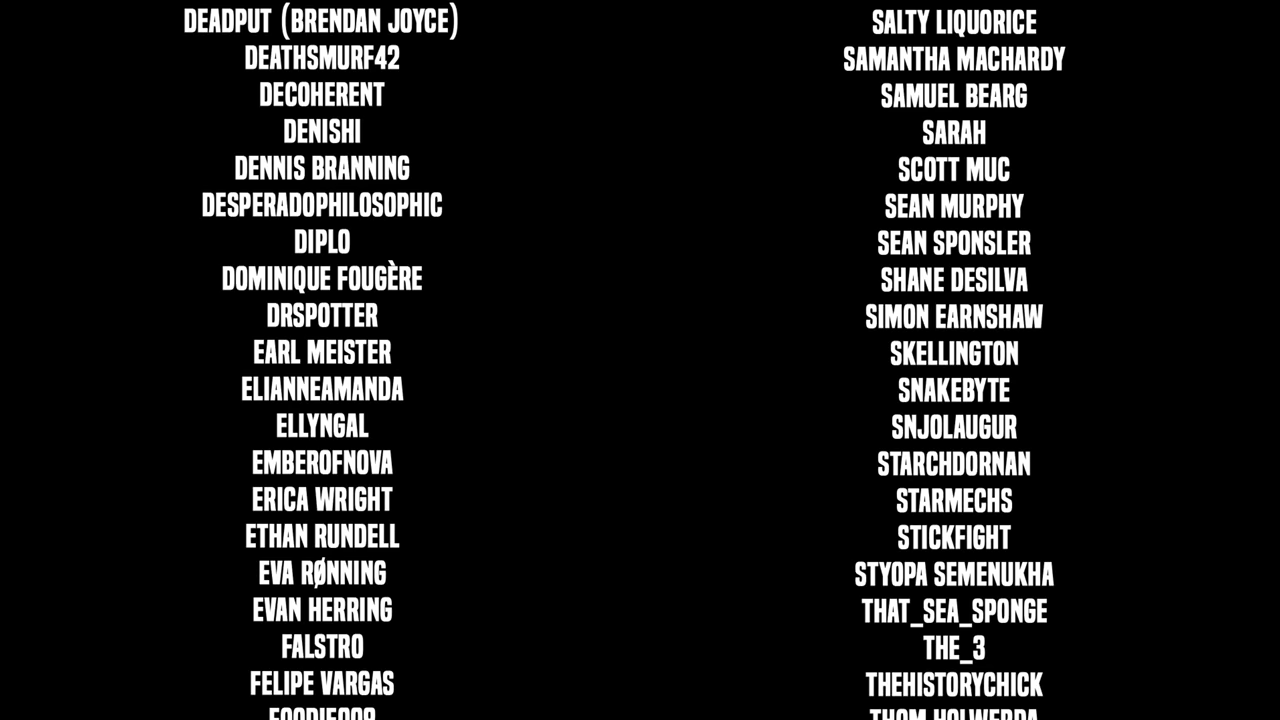 DEADPUT (BRENDAN JOYCE)
DEATHSMURF42
DECOHERENT
DENISHI
DENNIS BRANNING
DESPERADOPHILOSOPHIC
DIPLO
DOMINIQUE FOUGÈRE
DRSPOTTER
EARL MEISTER
ELIANNEAMANDA
ELLYNGAL
EMBEROFNOVA
ERICA WRIGHT
ETHAN RUNDELL
EVA RØNNING
EVAN HERRING
FALSTRO
FELIPE VARGAS
SALTY LIQUORICE
SAMANTHA MACHARDY
SAMUEL BEARG
SARAH
SCOTT MUC
SEAN MURPHY
SEAN SPONSLER
SHANE DESILVA
SIMON EARNSHAW
SKELLINGTON
SNAKEBYTE
SNJOLAUGUR
STARCHDORNAN
STARMECHS
STICKFIGHT
STYOPA SEMENUKHA
THAT_SEA_SPONGE
THE_3
THEHISTORYCHICK
THOM HOLWERDA